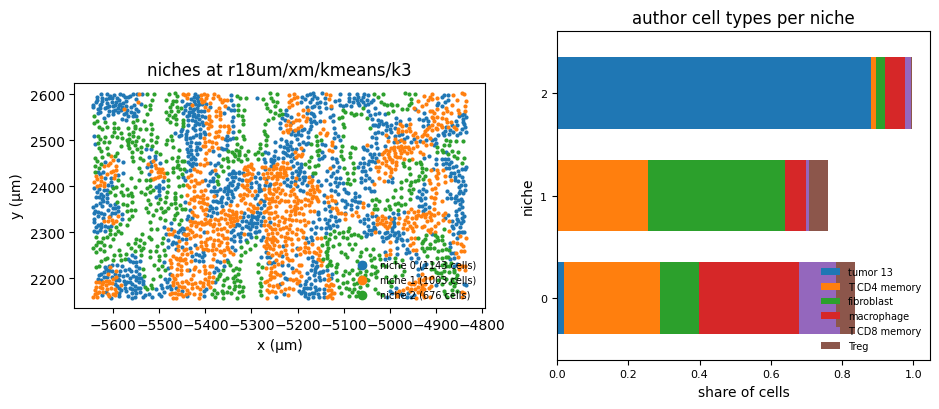 niches at r18um/xm/kmeans/k3
y (μm)
2600
2500
2400
2300
2200
niche 0 (1143 cells)
niche 1 (1095 cells)
niche 2 (676 cells)
−5600
−5500
−5400
−5300
−5200
−5100
−5000
−4900
−4800
x (μm)
author cell types per niche
niche
2
1
0
tumor 13
T CD4 memory
fibroblast
macrophage
T CD8 memory
Treg
0.0
0.2
0.4
0.6
0.8
1.0
share of cells